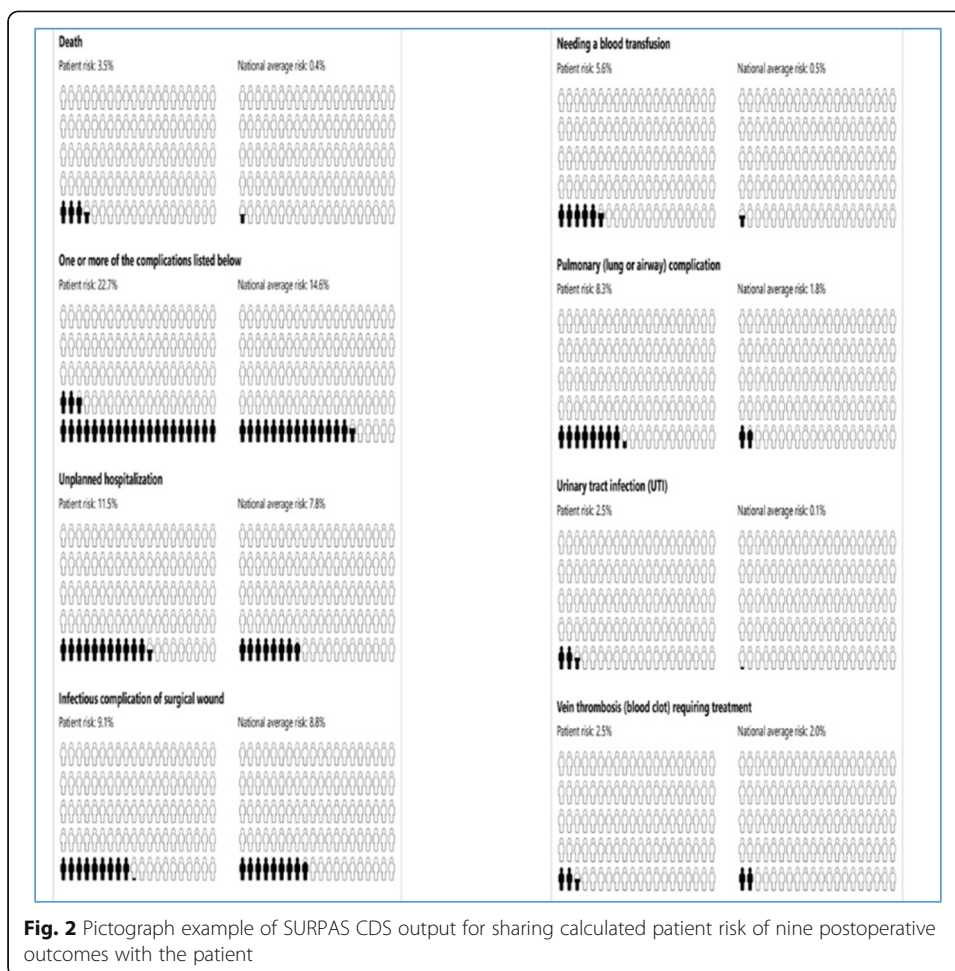 Death
Patient risk: 3.5% National average risk: 0.4%
One or more of the complications listed below
Patient risk: 22.7% National average risk: 14.6%
Unplanned hospitalization
Patient risk: 11.5% National average risk: 7.8%
Infectious complication of surgical wound
Patient risk: 9.1% National average risk: 8.8%
Needing a blood transfusion
Patient risk: 5.6% National average risk: 0.5%
Pulmonary (lung or airway) complication
Patient risk: 8.3% National average risk: 1.8%
Urinary tract infection (UTI)
Patient risk: 2.5% National average risk: 0.1%
Vein thrombosis (blood clot) requiring treatment
Patient risk: 2.5% National average risk: 2.0%
Fig. 2 Pictograph example of SURPAS CDS output for sharing calculated patient risk of nine postoperative
outcomes with the patient